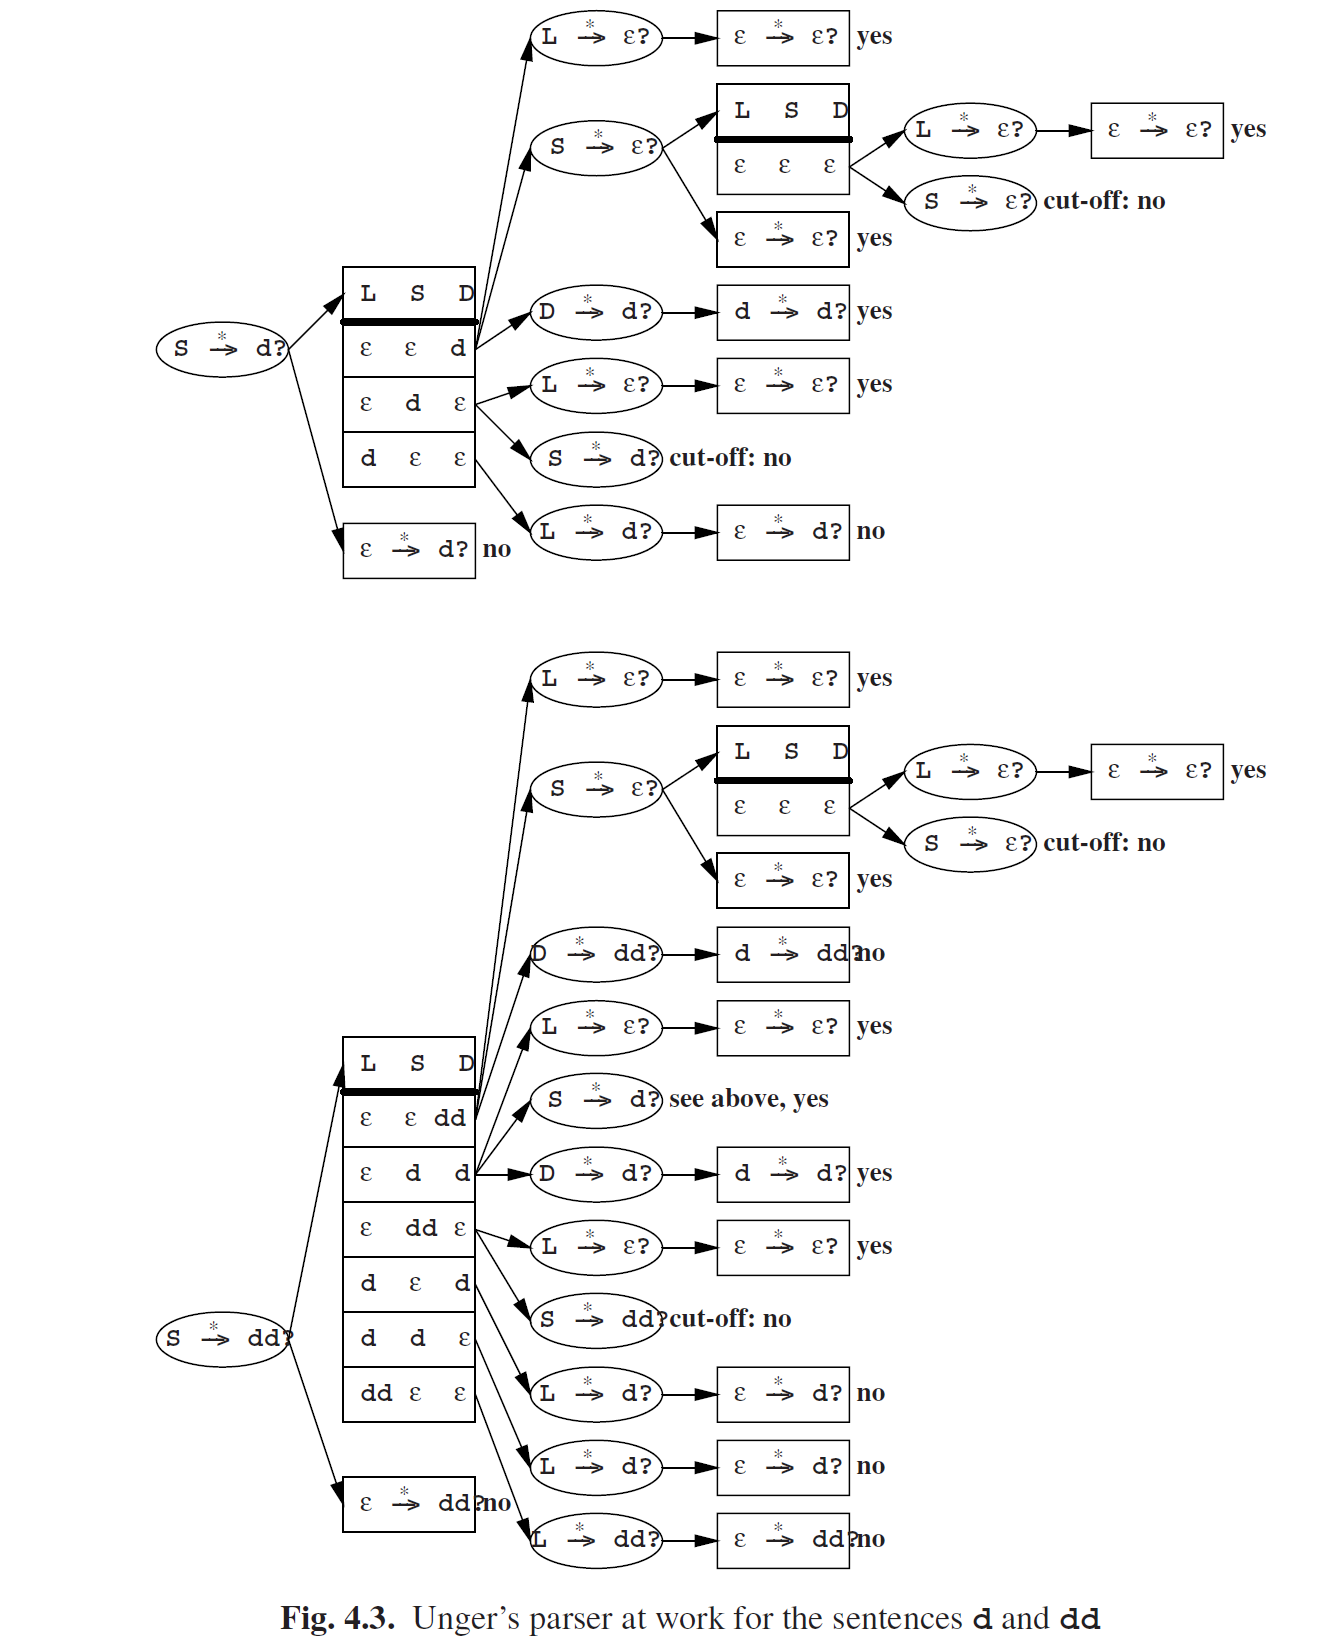 L *→ ε? ε *→ ε? yes
L S D
S *→ ε? L *→ ε? ε *→ ε? yes
ε ε ε
S *→ ε? cut-off: no
ε *→ ε? yes
L S D
D *→ d? d *→ d? yes
S *→ d? ε ε d
L *→ ε? ε *→ ε? yes
ε d ε
S *→ d? cut-off: no
d ε ε
L *→ d? ε *→ d? no
ε *→ d? no
L *→ ε? ε *→ ε? yes
L S D
S *→ ε? L *→ ε? ε *→ ε? yes
ε ε ε
S *→ ε? cut-off: no
ε *→ ε? yes
D *→ dd? d *→ dd? no
L *→ ε? ε *→ ε? yes
L S D
S *→ d? see above, yes
ε ε dd
ε d d D *→ d? d *→ d? yes
ε dd ε L *→ ε? ε *→ ε? yes
d ε d
S *→ dd? cut-off: no
S *→ dd? d d ε
dd ε ε L *→ d? ε *→ d? no
L *→ d? ε *→ d? no
ε *→ dd? no
L *→ dd? ε *→ dd? no
Fig. 4.3. Unger's parser at work for the sentences d and dd